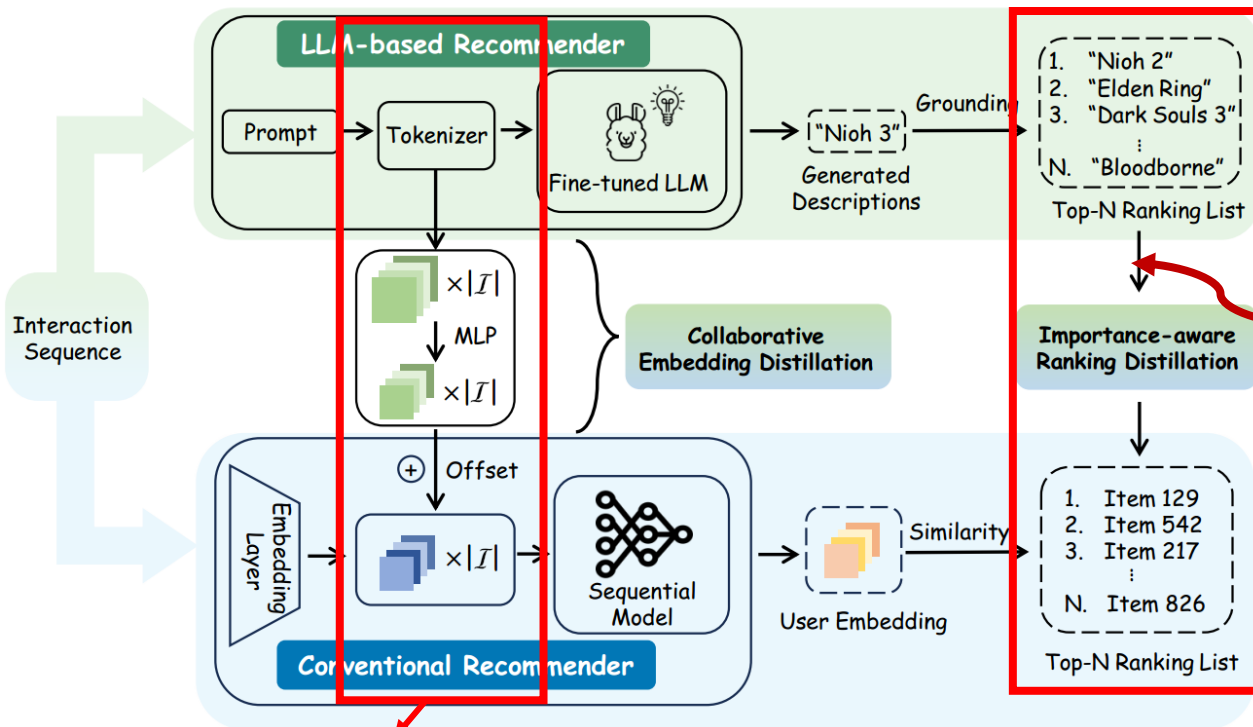 LLM-based Recommender
Prompt
Tokenizer
Fine-tuned LLM
"Nioh 3"
Generated
Descriptions
Grounding
1. "Nioh 2"
2. "Elden Ring"
3. "Dark Souls 3"
⋮
N. "Bloodborne"
Top-N Ranking List
Interaction
Sequence
×|I|
MLP
×|I|
Collaborative
Embedding Distillation
Importance-aware
Ranking Distillation
+ Offset
Embedding
Layer
×|I|
Sequential
Model
User Embedding
Similarity
1. Item 129
2. Item 542
3. Item 217
⋮
N. Item 826
Top-N Ranking List
Conventional Recommender